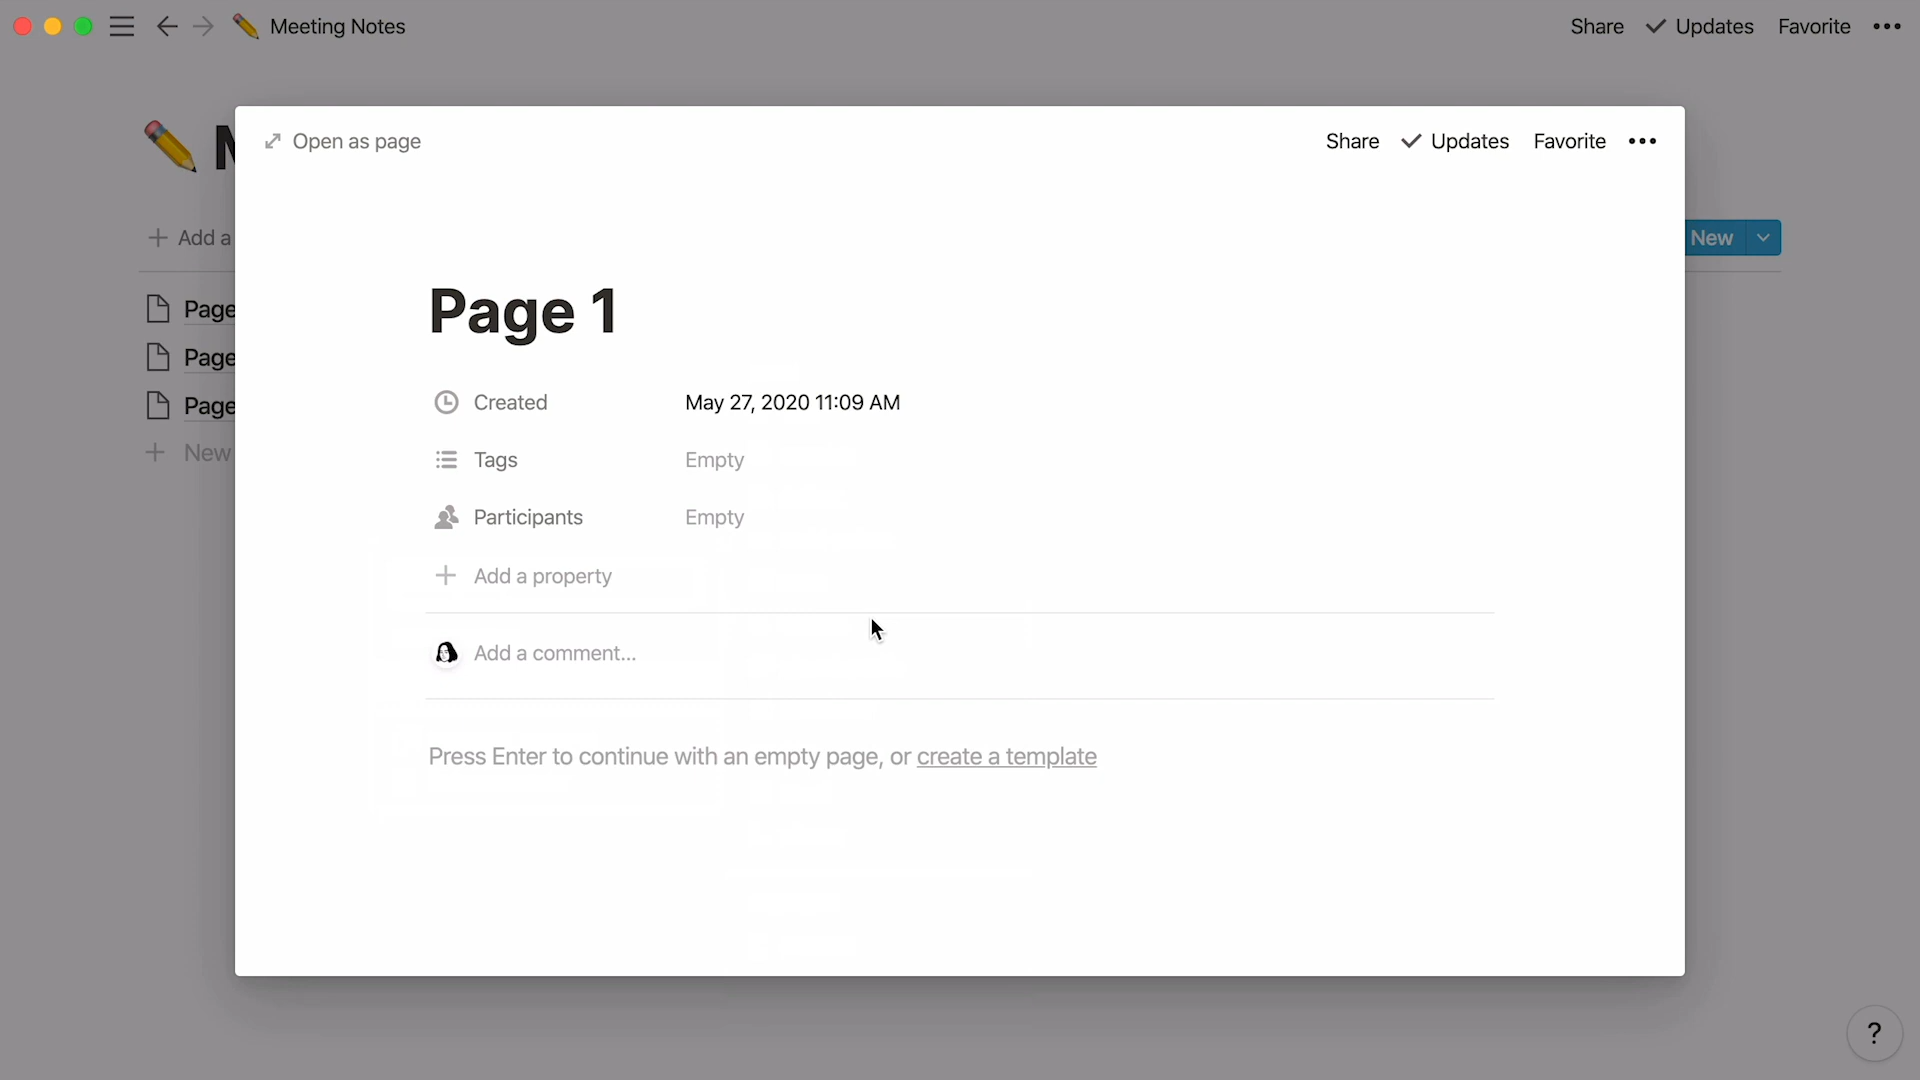 Meeting Notes
Share Updates Favorite
Open as page
Share Updates Favorite
Add a
New
Page 1
Page
Created May 27, 2020 11:09 AM
Page
Tags Empty
Page
New
Participants Empty
Add a property
Add a comment...
Press Enter to continue with an empty page, or create a template
?